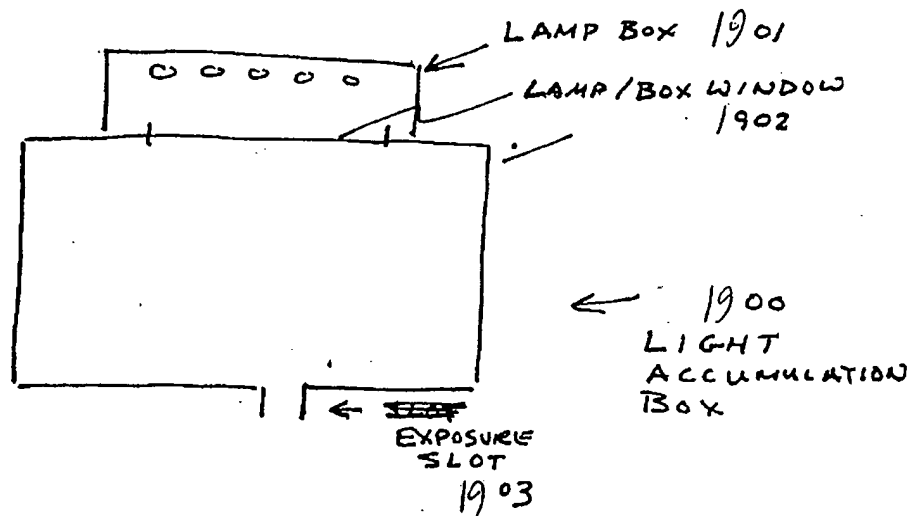 LAMP BOX 1901
LAMP/BOX WINDOW
1902
1900
LIGHT
ACCUMULATION
BOX
EXPOSURE
SLOT
1903